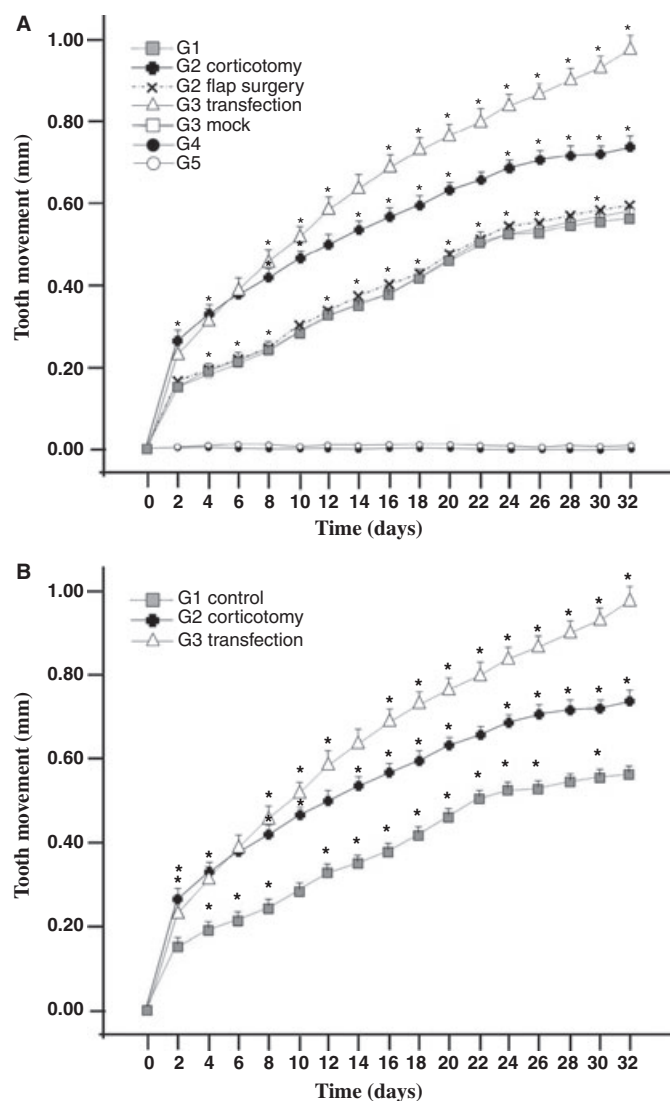 A
Tooth movement (mm)
1.00
0.80
0.60
0.40
0.20
0.00
G1
G2 corticotomy
G2 flap surgery
G3 transfection
G3 mock
G4
G5
* * * * * * * * * * * * *
* * * * * * * * * * * * *
* * * * * * * * * * * *
0 2 4 6 8 10 12 14 16 18 20 22 24 26 28 30 32
Time (days)
B
Tooth movement (mm)
1.00
0.80
0.60
0.40
0.20
0.00
G1 control
G2 corticotomy
G3 transfection
* * * * * * * * * * * * *
* * * * * * * * * * * * *
* * * * * * * * * * * *
0 2 4 6 8 10 12 14 16 18 20 22 24 26 28 30 32
Time (days)